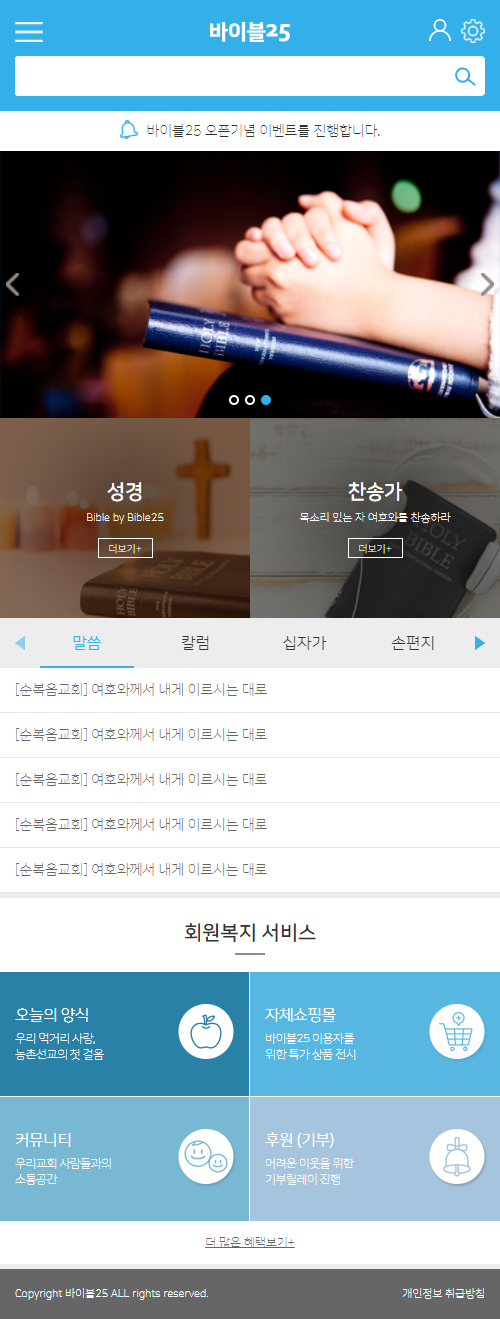 바이블25
바이블25 오픈기념 이벤트를 진행합니다.
HOLY
BIBLE
성경
Bible by Bible25
더보기+
HOLY
BIBLE
찬송가
목소리 있는 자 여호와를 찬송하라
더보기+
HOLY
BIBLE
말씀 칼럼 십자가 손편지
[순복음교회] 여호와께서 내게 이르시는 대로
[순복음교회] 여호와께서 내게 이르시는 대로
[순복음교회] 여호와께서 내게 이르시는 대로
[순복음교회] 여호와께서 내게 이르시는 대로
[순복음교회] 여호와께서 내게 이르시는 대로
회원복지 서비스
오늘의 양식
우리 먹거리 사랑,
농촌선교의 첫 걸음
자체쇼핑몰
바이블25 이용자를
위한 특가 상품 전시
커뮤니티
우리교회 사람들과의
소통공간
후원 (기부)
어려운 이웃을 위한
기부릴레이 진행
더 많은 혜택보기+
Copyright 바이블25 ALL rights reserved. 개인정보 취급방침